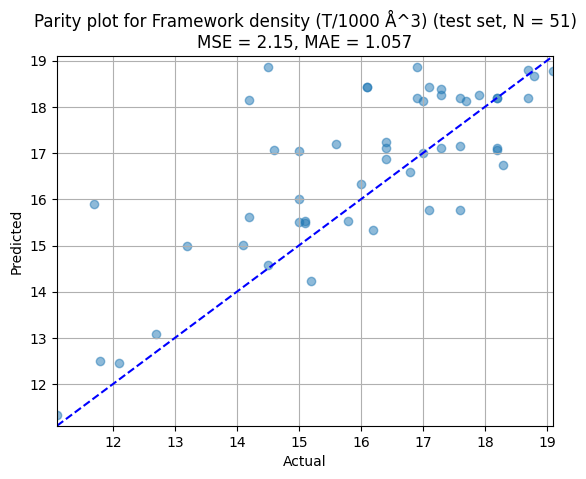 Parity plot for Framework density (T/1000 Å^3) (test set, N = 51)
MSE = 2.15, MAE = 1.057
19
18
17
16
15
14
13
12
Predicted
12 13 14 15 16 17 18 19
Actual